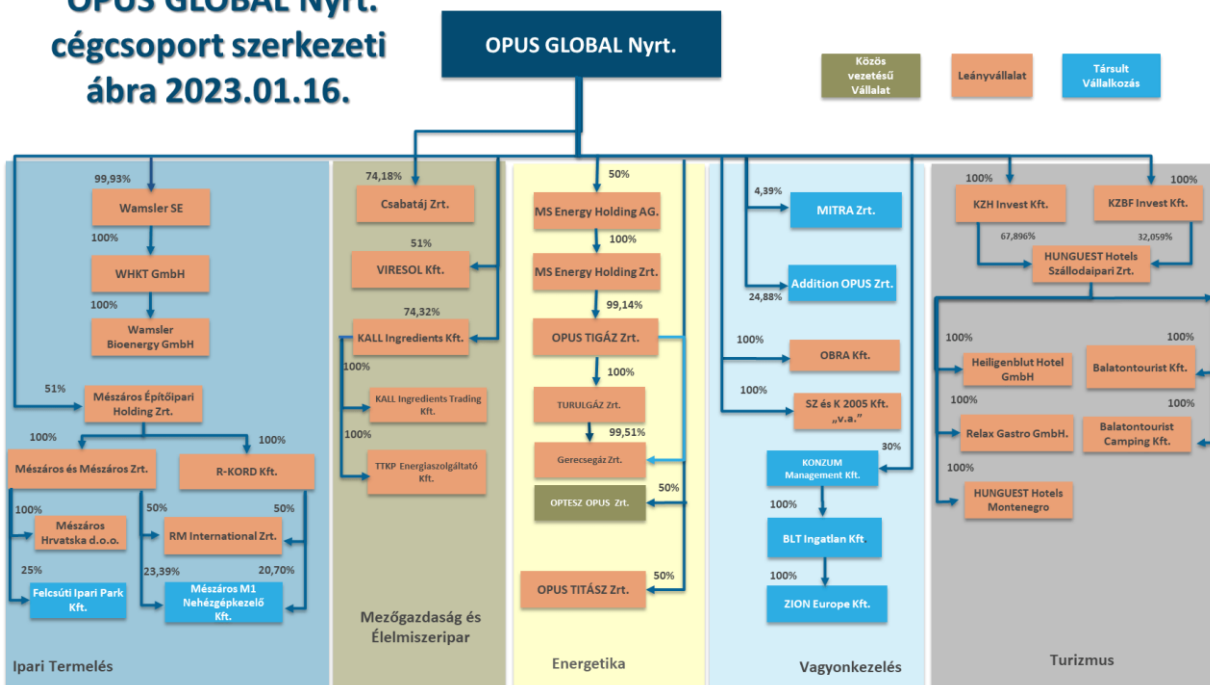 OPUS GLOBAL Nyrt.
cégcsoport szerkezeti
ábra 2023.01.16.
OPUS GLOBAL Nyrt.
Közös
vezetésű
Vállalat
Leányvállalat
Társult
Vállalkozás
99,93%
Wamsler SE
100%
WHKT GmbH
100%
Wamsler
Bioenergy GmbH
51%
Mészáros Építőipari
Holding Zrt.
100%
100%
Mészáros és Mészáros Zrt.
R-KORD Kft.
100%
Mészáros
Hrvatska d.o.o.
50%
50%
RM International Zrt.
25%
Felcsúti Ipari Park
Kft.
23,39%
20,70%
Mészáros M1
Nehézgépkezelő
Kft.
Ipari Termelés
74,18%
Csabatáj Zrt.
51%
VIRESOL Kft.
74,32%
KALL Ingredients Kft.
100%
KALL Ingredients Trading
Kft.
100%
TTKP Energiaszolgáltató
Kft.
Mezőgazdaság és
Élelmiszeripar
50%
MS Energy Holding AG.
100%
MS Energy Holding Zrt.
99,14%
OPUS TIGÁZ Zrt.
100%
TURULGÁZ Zrt.
99,51%
Gerecsegáz Zrt.
50%
OPTESZ OPUS Zrt.
50%
OPUS TITÁSZ Zrt.
Energetika
4,39%
MITRA Zrt.
Addition OPUS Zrt.
24,88%
100%
OBRA Kft.
100%
SZ és K 2005 Kft.
„v.a.”
30%
KONZUM
Management Kft.
100%
BLT Ingatlan Kft.
100%
ZION Europe Kft.
Vagyonkezelés
100%
KZH Invest Kft.
100%
KZBF Invest Kft.
67,896%
32,059%
HUNGUEST Hotels
Szállodaipari Zrt.
100%
Heiligenblut Hotel
GmbH
100%
Balatontourist Kft.
100%
Relax Gastro GmbH.
100%
Balatontourist
Camping Kft.
100%
HUNGUEST Hotels
Montenegro
Turizmus